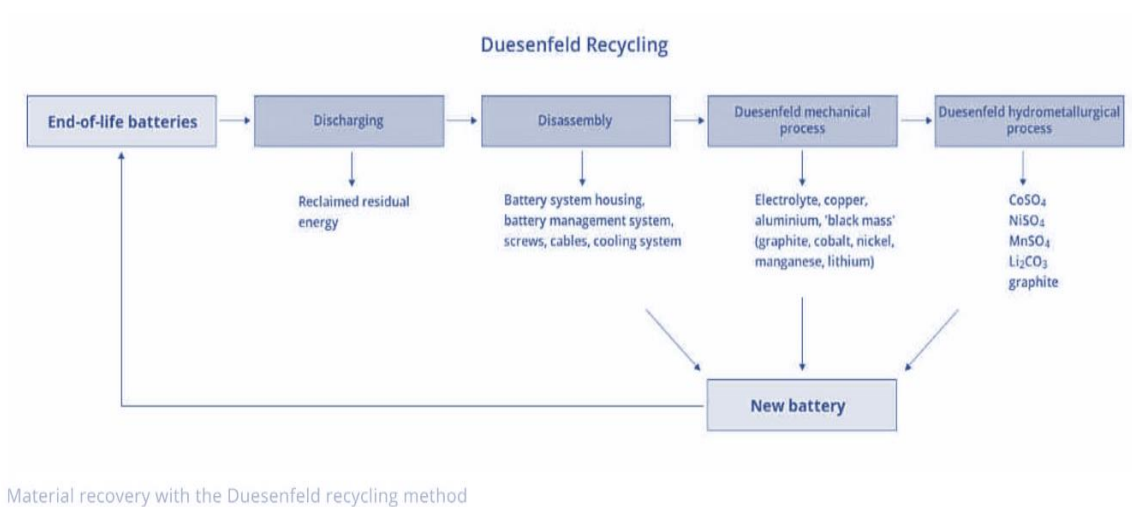 Duesenfeld Recycling
End-of-life batteries
Discharging
Disassembly
Duesenfeld mechanical
process
Duesenfeld hydrometallurgical
process
Reclaimed residual
energy
Battery system housing,
battery management system,
screws, cables, cooling system
Electrolyte, copper,
aluminium, 'black mass'
(graphite, cobalt, nickel,
manganese, lithium)
CoSO₄
NiSO₄
MnSO₄
Li₂CO₃
graphite
New battery
Material recovery with the Duesenfeld recycling method